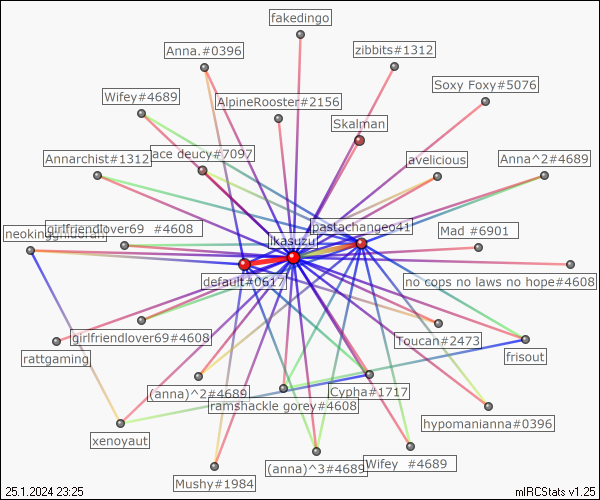 fakedingo
Anna.#0396
zibbits#1312
Soxy Foxy#5076
Wifey#4689
AlpineRooster#2156
Skalman
Annarchist#1312
ace deucy#7097
avelicious
Anna^2#4689
girlfriendlover69 #4608
pastachangeo41
Mad #6901
ikasuzu
default#0617
no cops no laws no hope#4608
girlfriendlover69#4608
Toucan#2473
rattgaming
frisout
(anna)^2#4689
Cypha#1717
ramshackle gorey#4608
hypomanianna#0396
xenoyaut
(anna)^3#4689
Wifey #4689
Mushy#1984
25.1.2024 23:25
mIRCStats v1.25